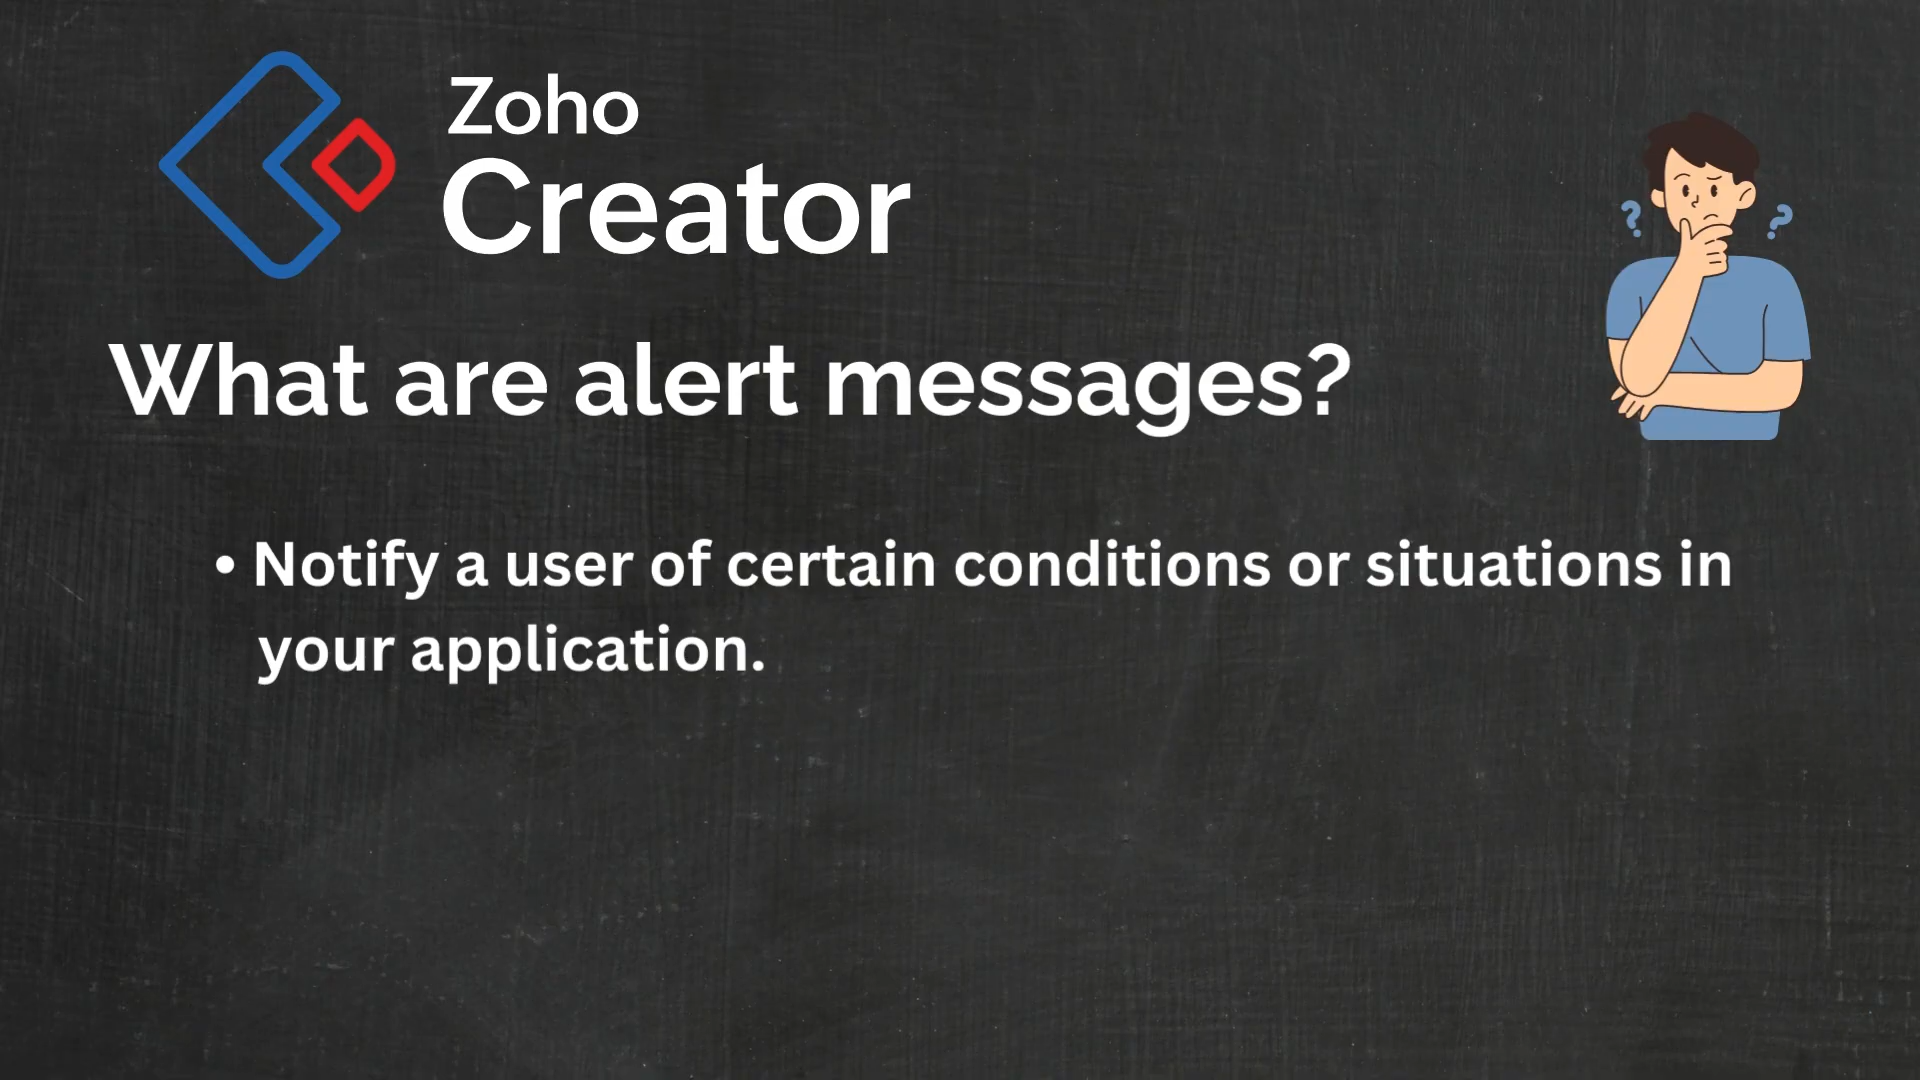 Zoho
Creator
What are alert messages?
• Notify a user of certain conditions or situations in
your application.